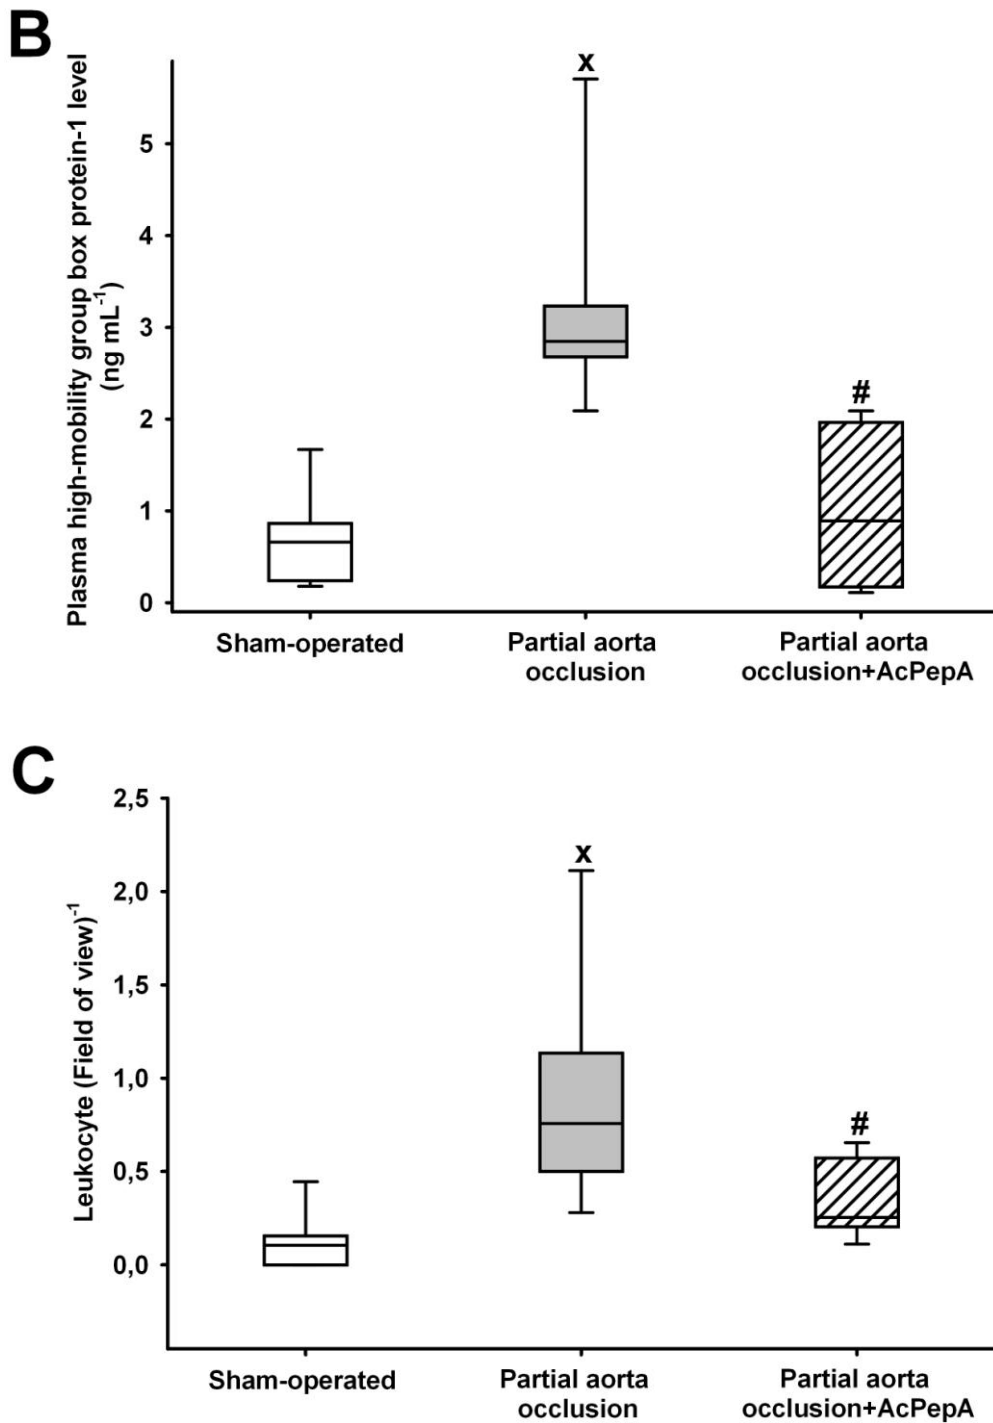 B
Plasma high-mobility group box protein-1 level
(ng mL⁻¹)
5
4
3
2
1
0
x
#
Sham-operated
Partial aorta
occlusion
Partial aorta
occlusion+AcPepA
C
Leukocyte (Field of view)⁻¹
2,5
2,0
1,5
1,0
0,5
0,0
x
#
Sham-operated
Partial aorta
occlusion
Partial aorta
occlusion+AcPepA